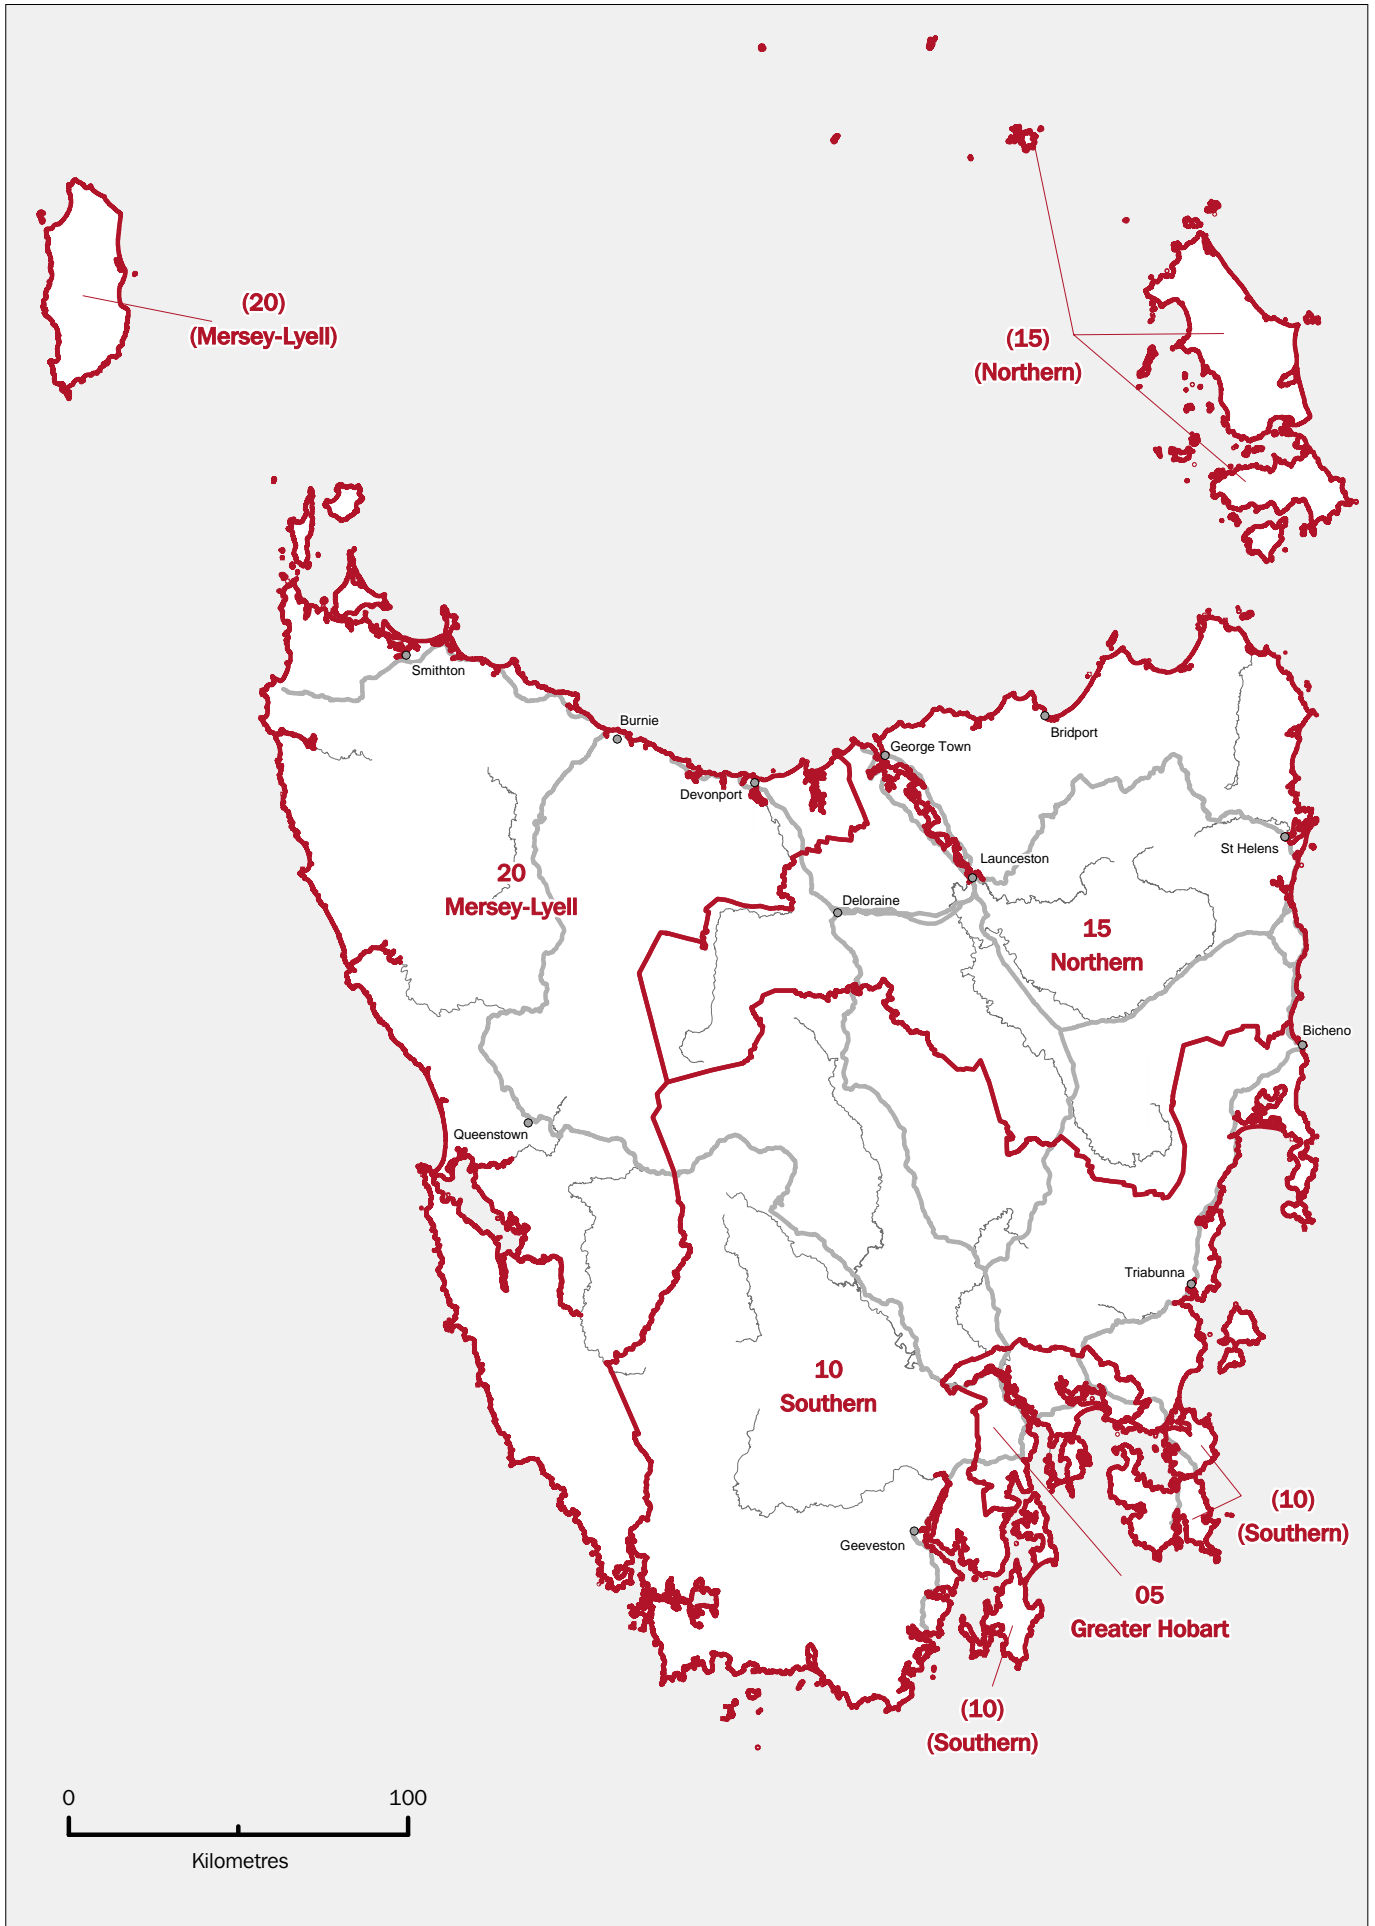 (20)
(Mersey-Lyell)
(15)
(Northern)
Smithton
Burnie
George Town
Bridport
Devonport
St Helens
Launceston
20
Mersey-Lyell
Deloraine
15
Northern
Bicheno
Queenstown
Triabunna
10
Southern
(10)
(Southern)
Geeveston
05
Greater Hobart
(10)
(Southern)
0 100
Kilometres